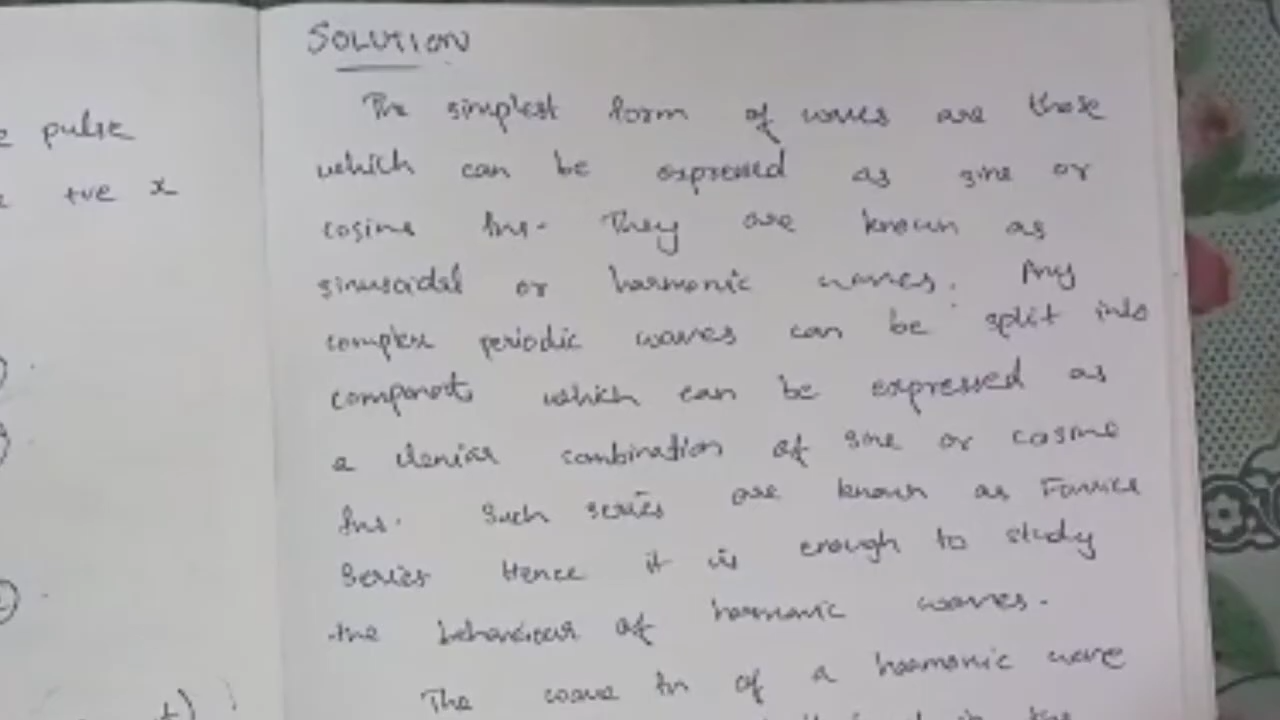 pulse
+ve x
SOLUTION
The simplest form of waves are those
which can be expressed as sine or
cosine fns. They are known as
sinusoidal or harmonic waves. Any
complex periodic waves can be split into
components which can be expressed as
a combination of sine or cosine
fns. Such series are known as Fourier
series Hence it is enough to study
the behaviour of harmonic waves.
The wave fn of a harmonic wave